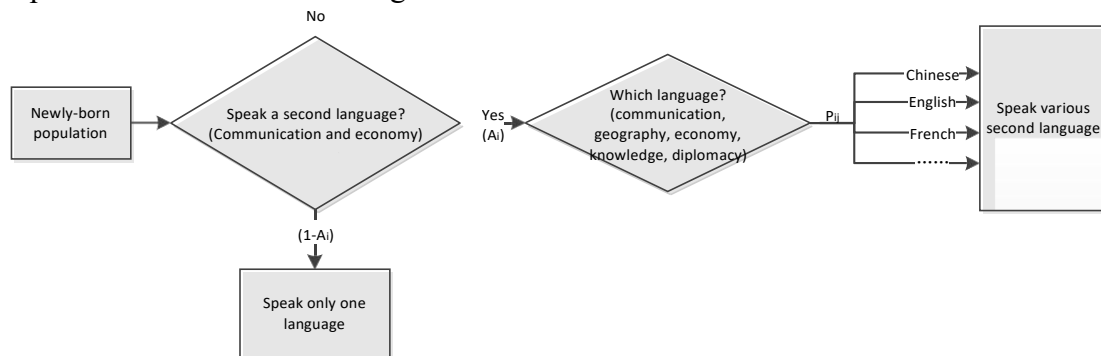 No
Newly-born
population
Speak a second language?
(Communication and economy)
Yes
(Ai)
Which language?
(communication,
geography, economy,
knowledge, diplomacy)
Pij
Chinese
English
French
······
Speak various
second language
(1-Ai)
Speak only one
language